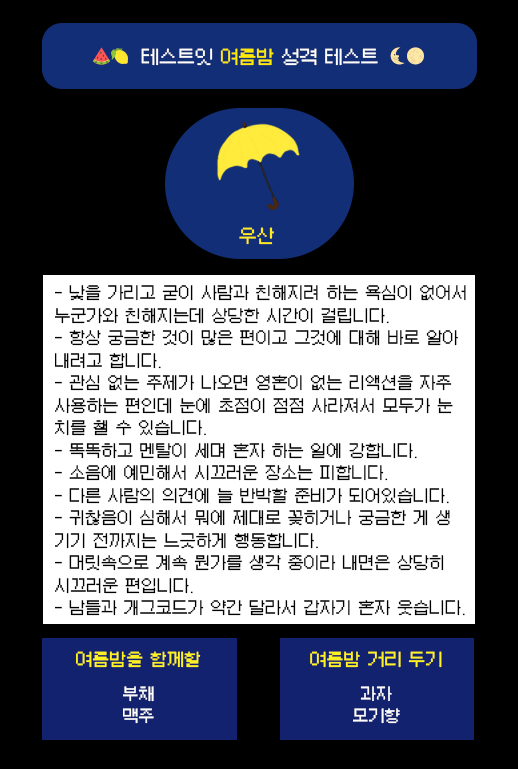 테스트잇 여름밤 성격 테스트
우산
- 낯을 가리고 굳이 사람과 친해지려 하는 욕심이 없어서
누군가와 친해지는데 상당한 시간이 걸립니다.
- 항상 궁금한 것이 많은 편이고 그것에 대해 바로 알아
내려고 합니다.
- 관심 없는 주제가 나오면 영혼이 없는 리액션을 자주
사용하는 편인데 눈에 초점이 점점 사라져서 모두가 눈
치를 챌 수 있습니다.
- 똑똑하고 멘탈이 세며 혼자 하는 일에 강합니다.
- 소음에 예민해서 시끄러운 장소는 피합니다.
- 다른 사람의 의견에 늘 반박할 준비가 되어있습니다.
- 귀찮음이 심해서 뭐에 제대로 꽂히거나 궁금한 게 생
기기 전까지는 느긋하게 행동합니다.
- 머릿속으로 계속 뭔가를 생각 중이라 내면은 상당히
시끄러운 편입니다.
- 남들과 개그코드가 약간 달라서 갑자기 혼자 웃습니다.
여름밤을 함께할
부채
맥주
여름밤 거리 두기
과자
모기향